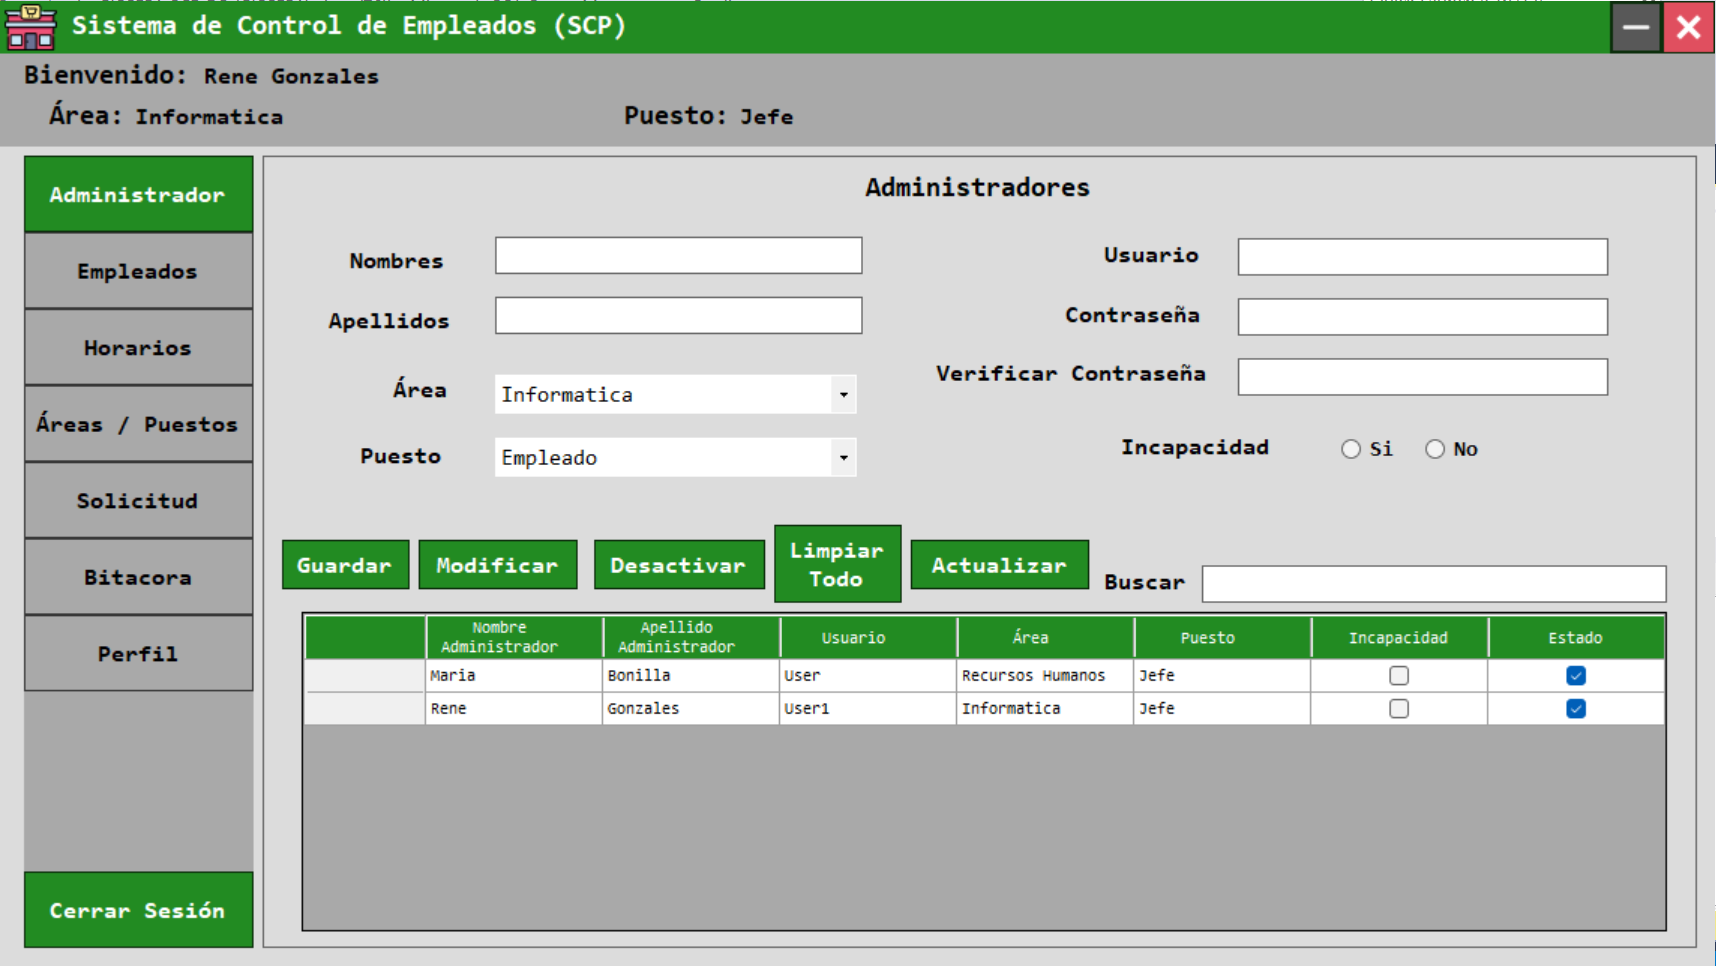 Sistema de Control de Empleados (SCP)
Bienvenido: Rene Gonzales
Área: Informatica Puesto: Jefe
Administrador
Empleados
Horarios
Áreas / Puestos
Solicitud
Bitacora
Perfil
Cerrar Sesión
Administradores
Nombres
Apellidos
Área Informatica
Puesto Empleado
Usuario
Contraseña
Verificar Contraseña
Incapacidad Si No
Guardar Modificar Desactivar Limpiar Todo Actualizar Buscar
Nombre Administrador Apellido Administrador Usuario Área Puesto Incapacidad Estado
Maria Bonilla User Recursos Humanos Jefe
Rene Gonzales User1 Informatica Jefe